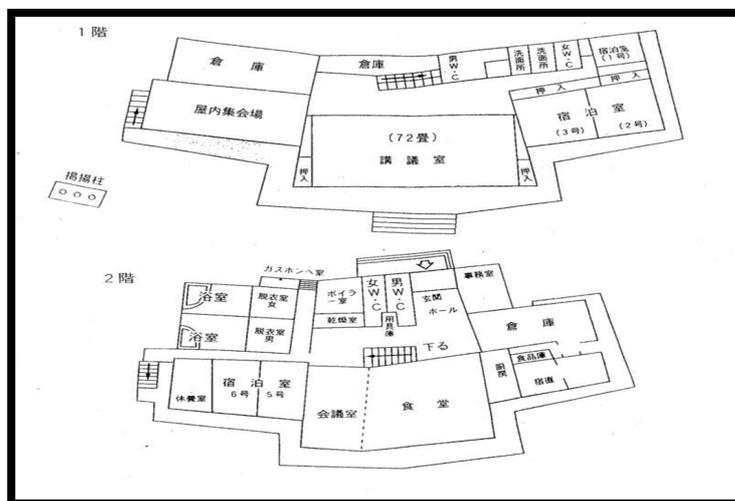 1階
倉庫
倉庫
男W・C
洗面所
洗面所
女W・C
宿泊室
(1号)
押入
押入
屋内集会場
宿泊室
(3号)
(2号)
(72畳)
講議室
押入
押入
掲揚柱
2階
ガスボンベ室
浴室
脱衣室
女
ボイラー室
女W・C
男W・C
玄関
ホール
事務室
浴室
脱衣室
男
乾燥室
用具庫
下る
倉庫
休養室
宿泊室
6号
5号
会議室
食堂
厨房
食品庫
宿直